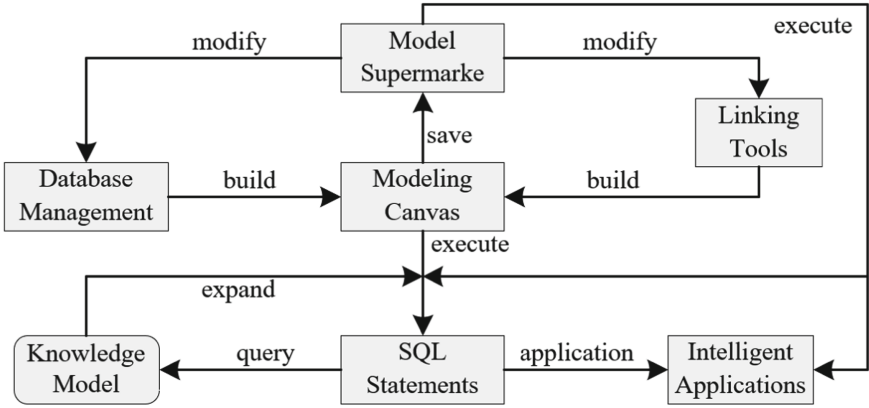 execute
modify
Model
Supermarke
modify
Linking
Tools
save
Database
Management
build
Modeling
Canvas
build
execute
expand
Knowledge
Model
query
SQL
Statements
application
Intelligent
Applications